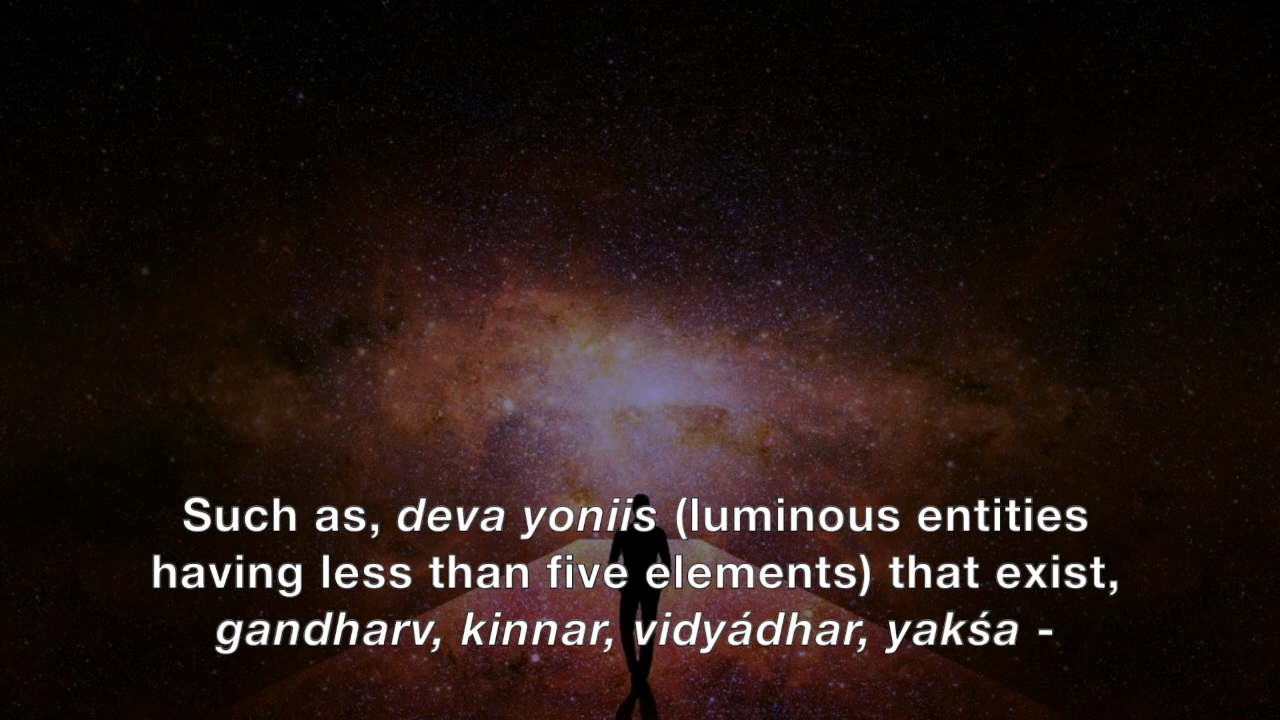 Such as, deva yoniis (luminous entities
having less than five elements) that exist,
gandharv, kinnar, vidyádhar, yakśa -